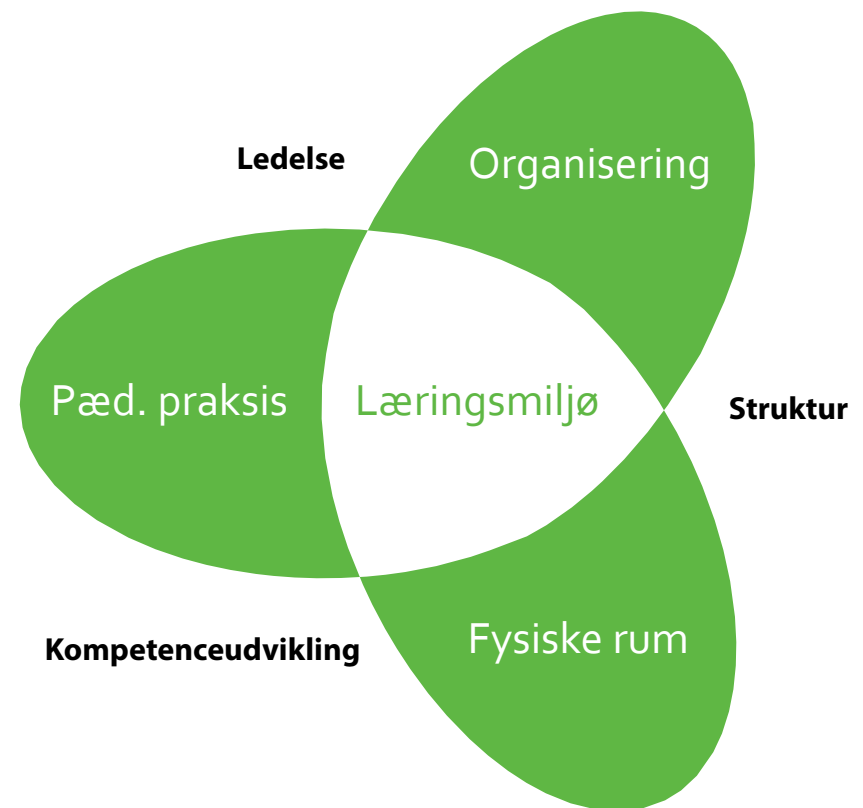 Ledelse
Organisering
Pæd. praksis
Læringsmiljø
Struktur
Kompetenceudvikling
Fysiske rum